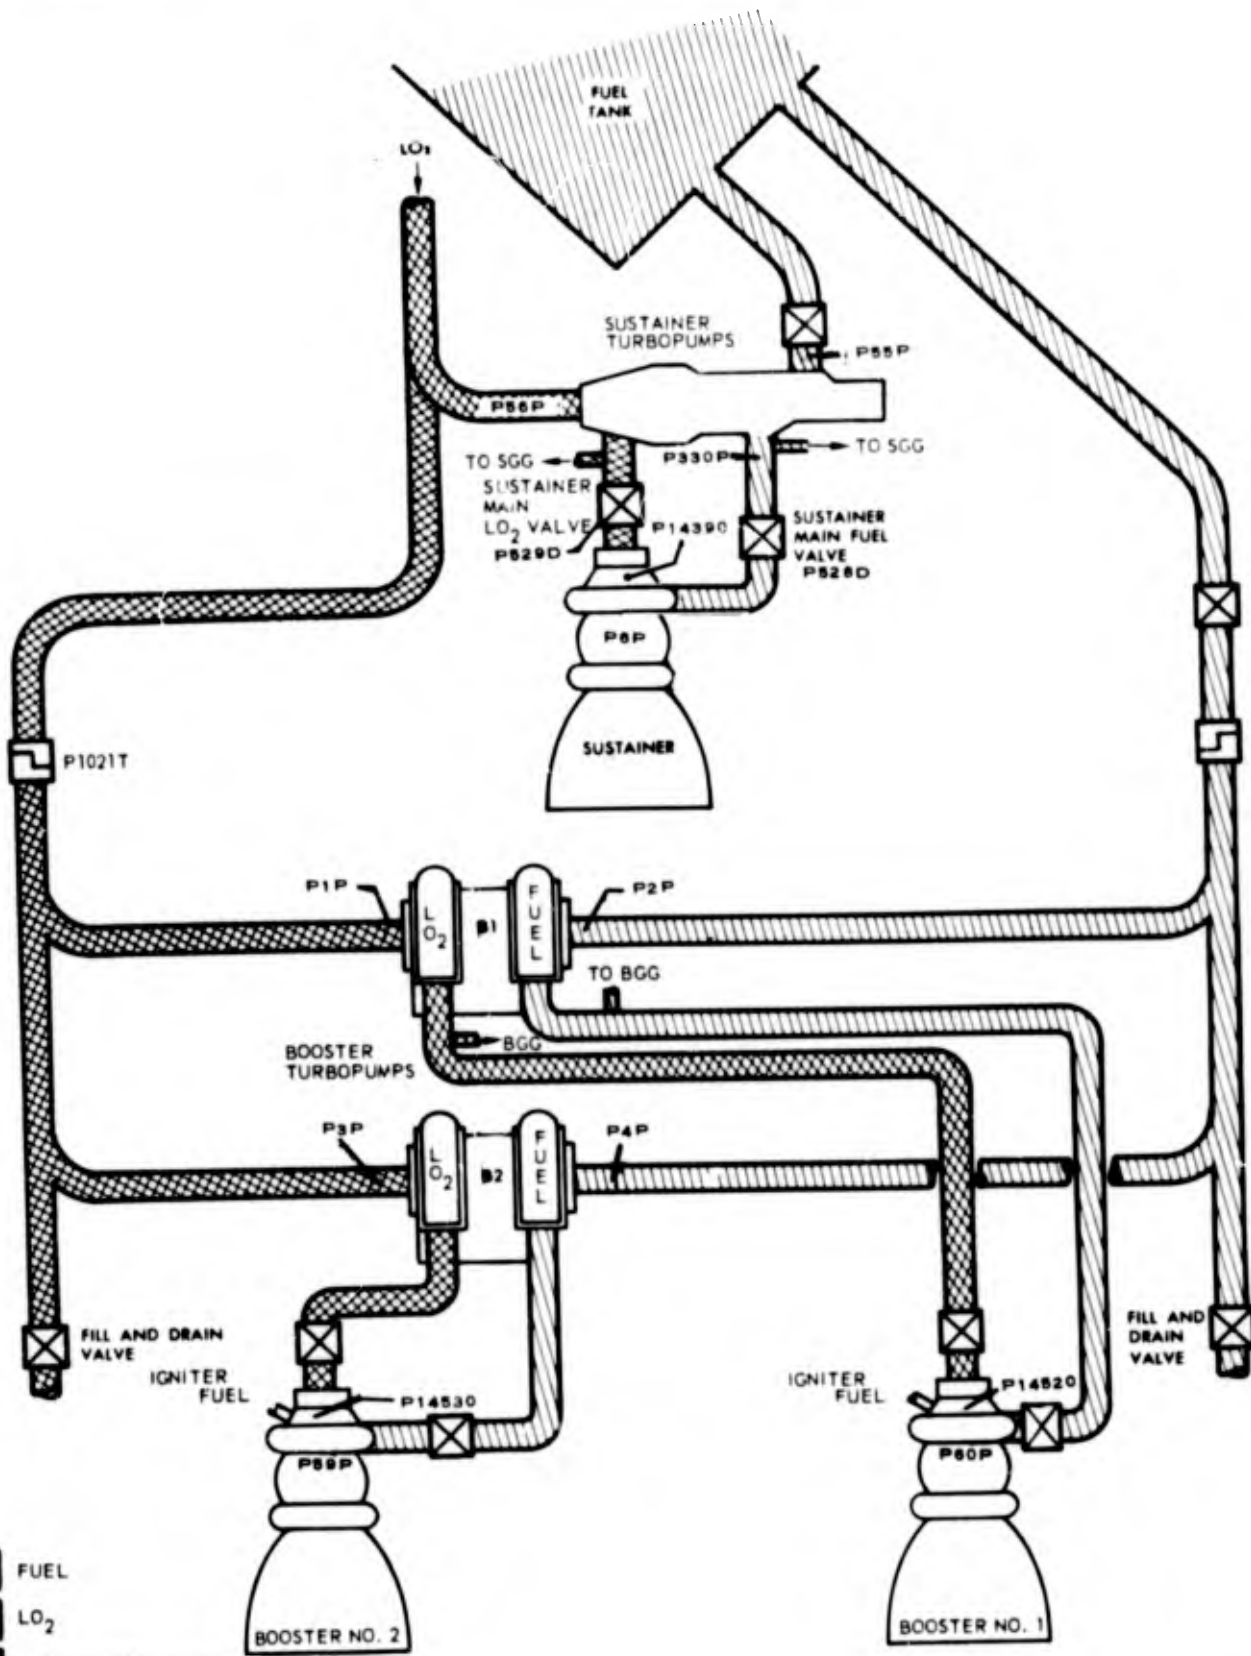 FUEL
TANK
LO₂
SUSTAINER
TURBOPUMPS
P55P
P56P
TO SGG
P330P
TO SGG
SUSTAINER
MAIN
LO₂ VALVE
P529D
P14390
SUSTAINER
MAIN FUEL
VALVE
P528D
P6P
SUSTAINER
P1021T
P1P
LO₂
B1
FUEL
P2P
TO BGG
BGG
BOOSTER
TURBOPUMPS
P3P
LO₂
B2
FUEL
P4P
FILL AND DRAIN
VALVE
IGNITER
FUEL
P14530
P59P
BOOSTER NO. 2
IGNITER
FUEL
P14520
P60P
BOOSTER NO. 1
FILL AND
DRAIN
VALVE
FUEL
LO₂